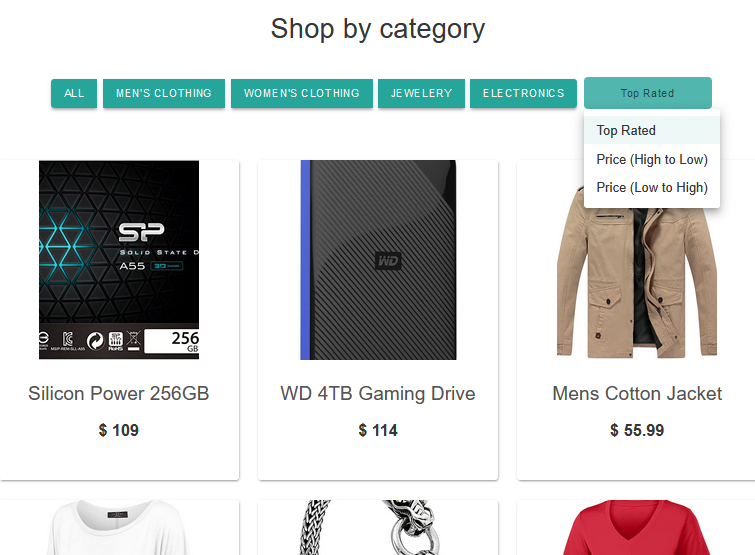 Shop by category
ALL
MEN'S CLOTHING
WOMEN'S CLOTHING
JEWELERY
ELECTRONICS
Top Rated
Top Rated
Price (High to Low)
Price (Low to High)
SP
SOLID STATE D
A55
3D
RoHS
256
WD
Silicon Power 256GB
WD 4TB Gaming Drive
Mens Cotton Jacket
$ 109
$ 114
$ 55.99